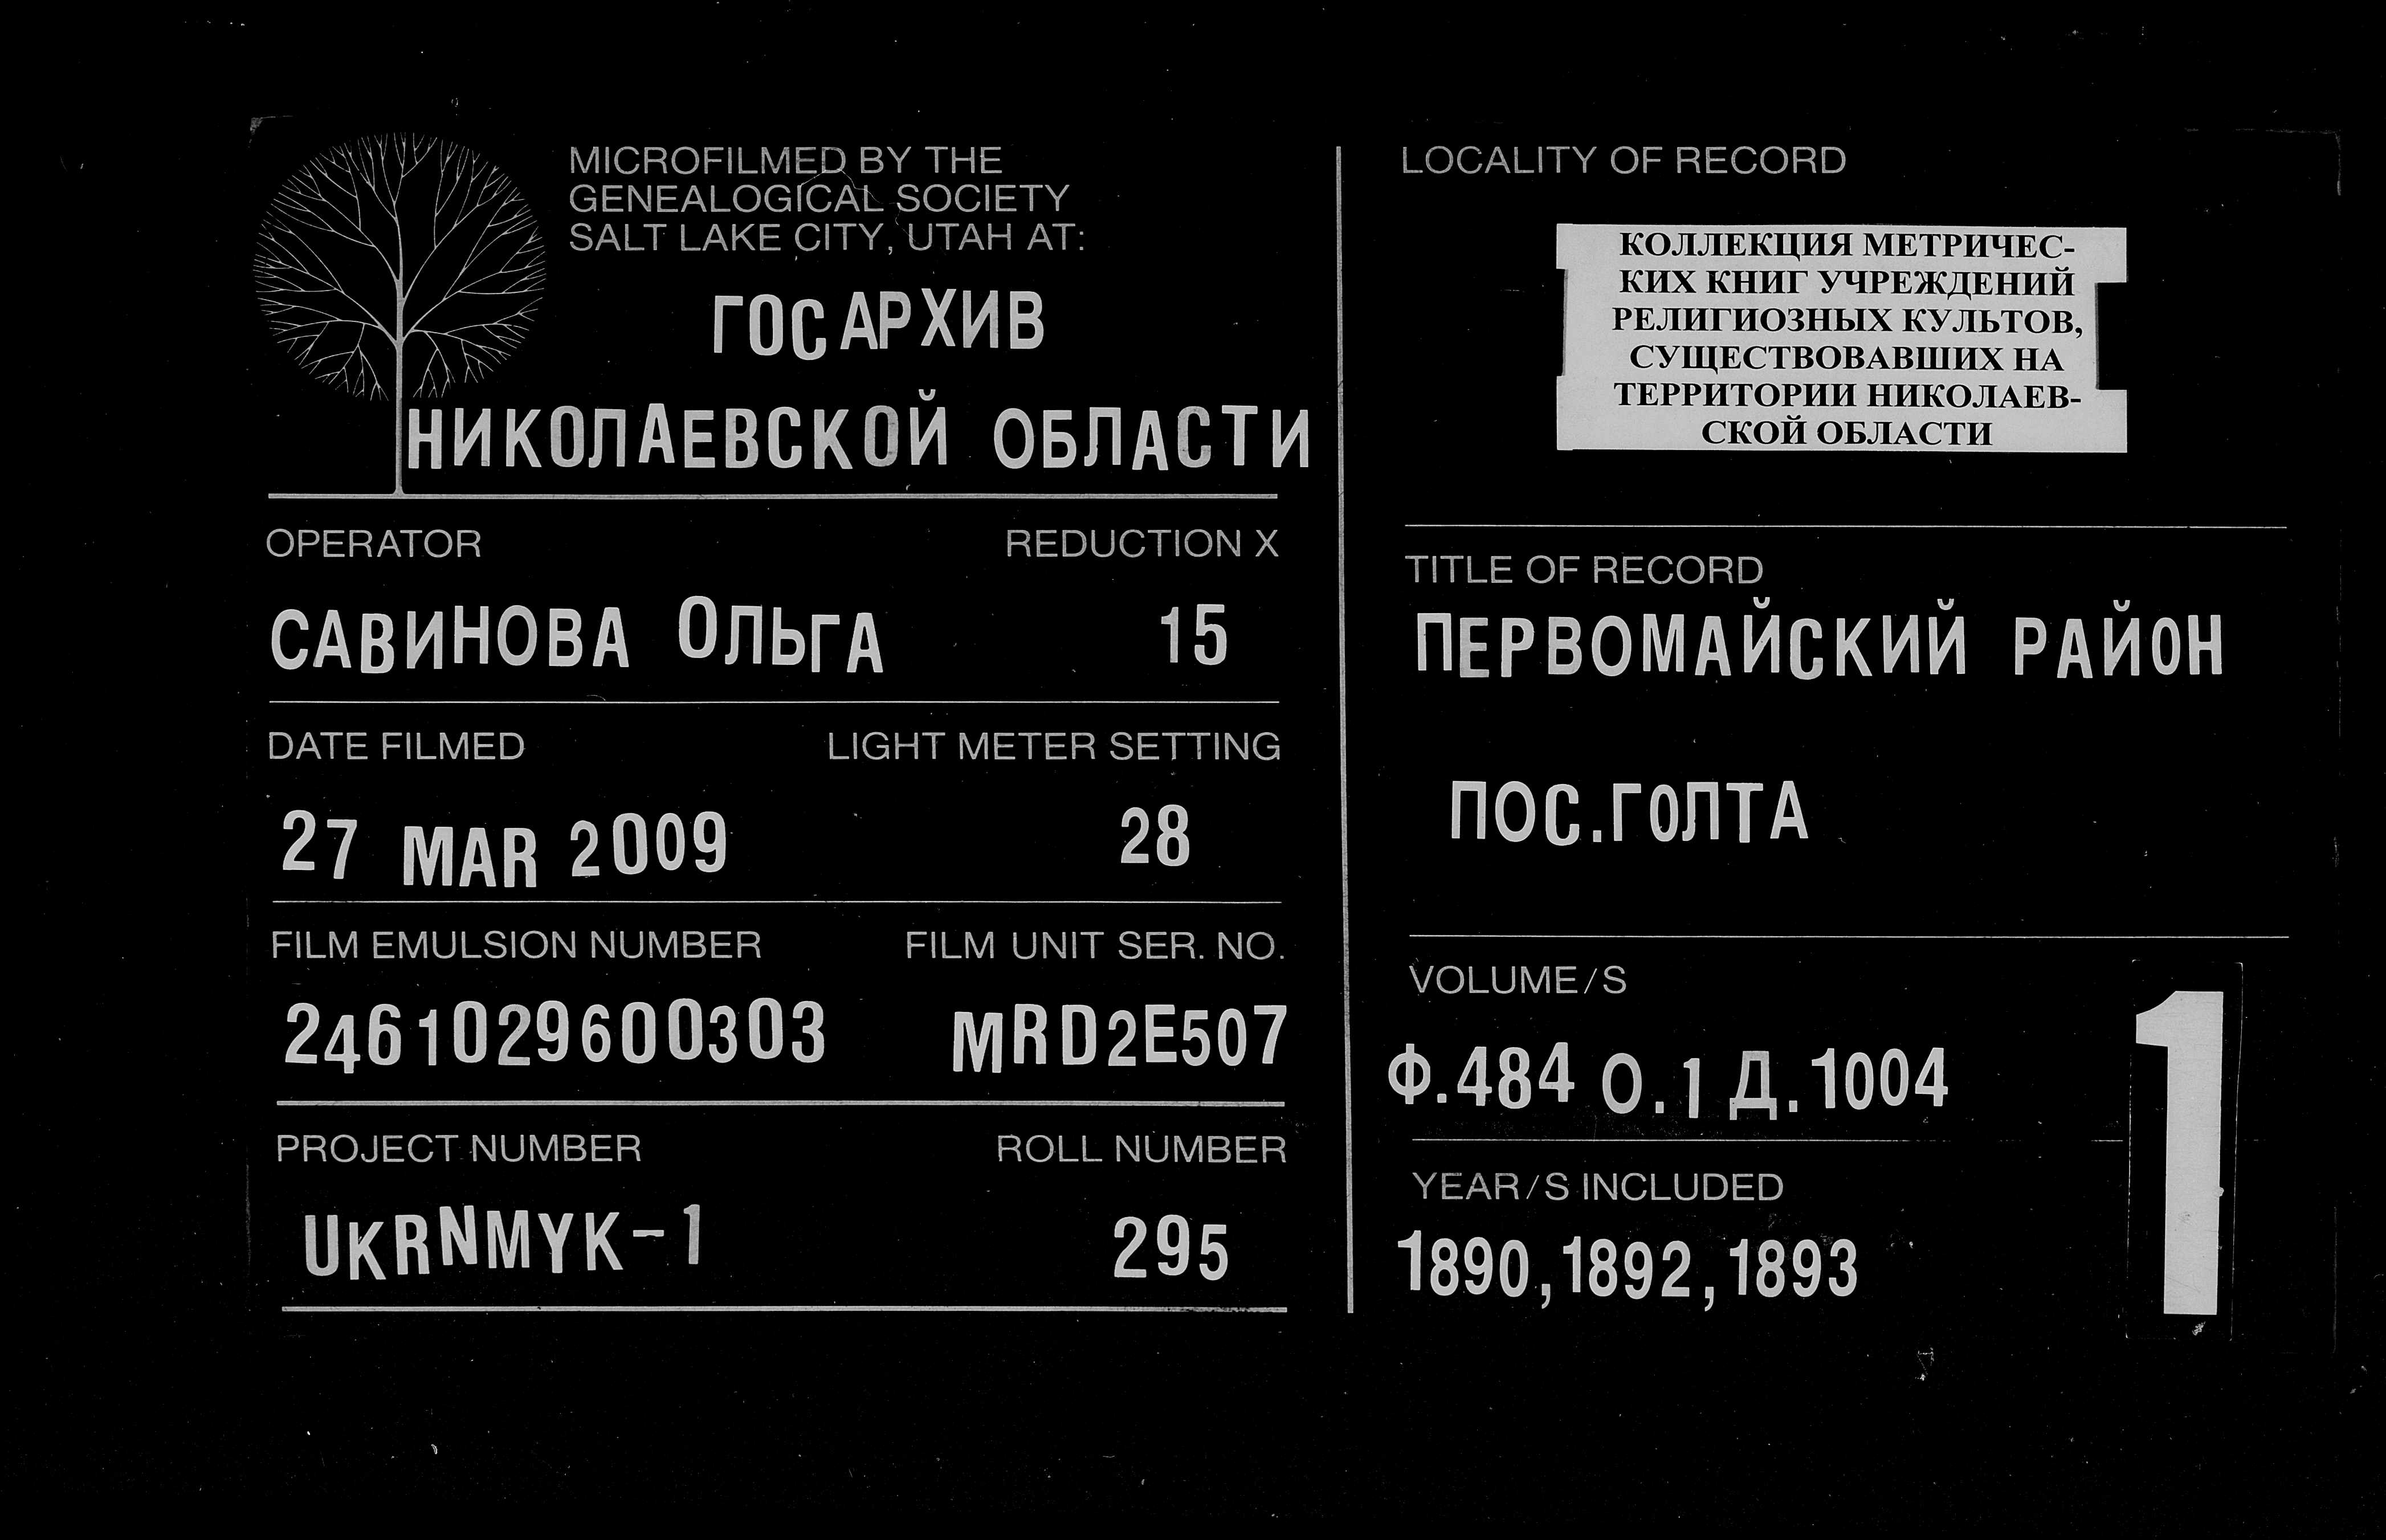 MICROFILMED BY THE
GENEALOGICAL SOCIETY
SALT LAKE CITY, UTAH AT:
ГОСАРХИВ
НИКОЛАЕВСКОЙ ОБЛАСТИ
OPERATOR REDUCTION X
САВИНОВА ОЛЬГА 15
DATE FILMED LIGHT METER SETTING
27 MAR 2009 28
FILM EMULSION NUMBER FILM UNIT SER. NO.
2461029600303 MRD2E507
PROJECT NUMBER ROLL NUMBER
UKRNMYK-1 295
LOCALITY OF RECORD
КОЛЛЕКЦИЯ МЕТРИЧЕС-
КИХ КНИГ УЧРЕЖДЕНИЙ
РЕЛИГИОЗНЫХ КУЛЬТОВ,
СУЩЕСТВОВАВШИХ НА
ТЕРРИТОРИИ НИКОЛАЕВ-
СКОЙ ОБЛАСТИ
TITLE OF RECORD
ПЕРВОМАЙСКИЙ РАЙОН
ПОС.ГОЛТА
VOLUME/S
Ф.484 О.1 Д.1004
YEAR/S INCLUDED
1890,1892,1893
1